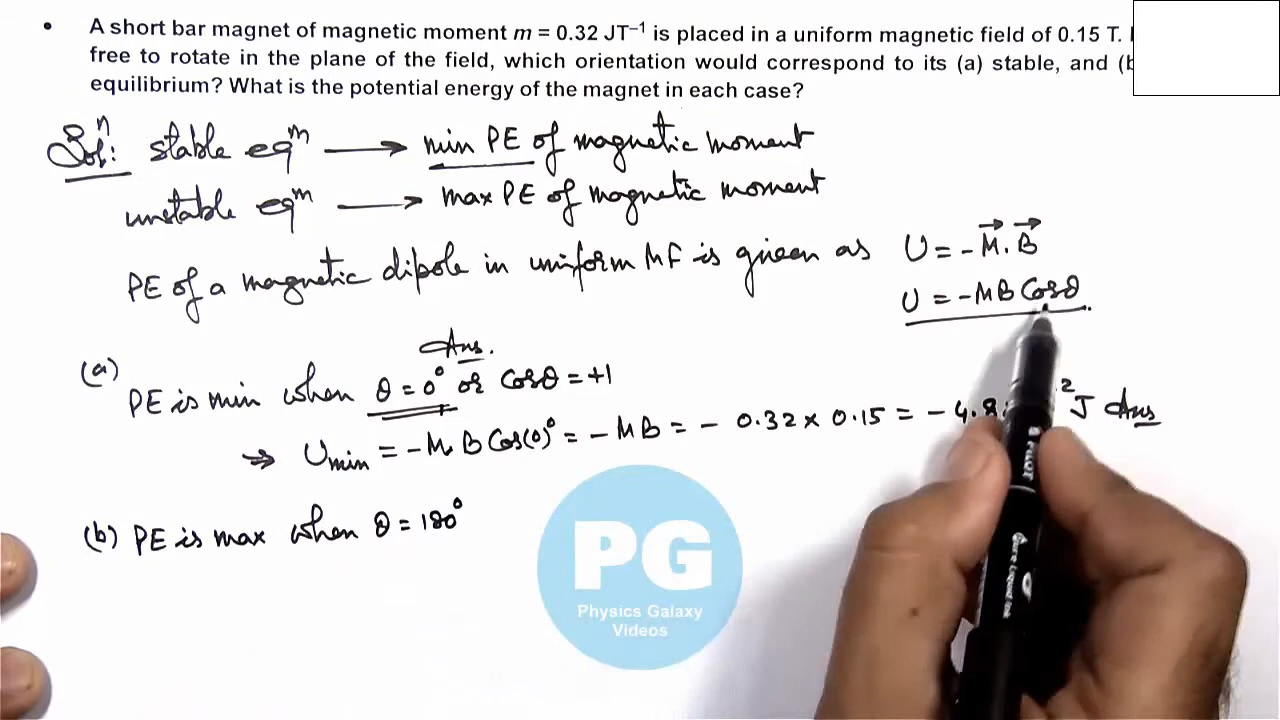 • A short bar magnet of magnetic moment m = 0.32 JT⁻¹ is placed in a uniform magnetic field of 0.15 T.
free to rotate in the plane of the field, which orientation would correspond to its (a) stable, and (b
equilibrium? What is the potential energy of the magnet in each case?
Solⁿ: stable eqᵐ → min PE of magnetic moment
unstable eqᵐ → max PE of magnetic moment
PE of a magnetic dipole in uniform MF is given as U = -M⃗.B⃗
U = -MB Cosθ
Ans.
(a) PE is min when θ = 0° or Cosθ = +1
⇒ Umin = -M B Cos(0)° = - MB = - 0.32 × 0.15 = - 4.8 ² J Ans
(b) PE is max when θ = 180°
PG
Physics Galaxy
Videos
PILOT
Pure Liquid Ink